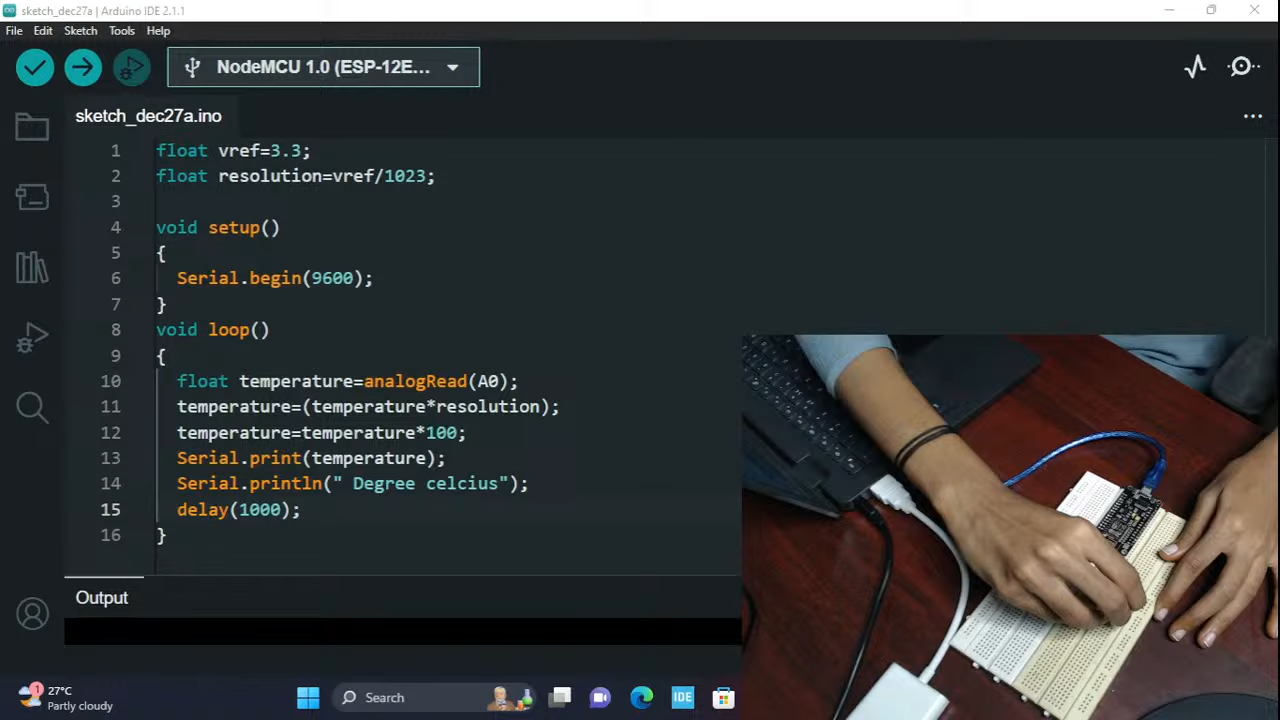 sketch_dec27a | Arduino IDE 2.1.1
File Edit Sketch Tools Help
NodeMCU 1.0 (ESP-12E...
sketch_dec27a.ino
...
1 float vref=3.3;
2 float resolution=vref/1023;
3
4 void setup()
5 {
6 Serial.begin(9600);
7 }
8 void loop()
9 {
10 float temperature=analogRead(A0);
11 temperature=(temperature*resolution);
12 temperature=temperature*100;
13 Serial.print(temperature);
14 Serial.println(" Degree celcius");
15 delay(1000);
16 }
Output
1
27°C
Partly cloudy
Search
IDE